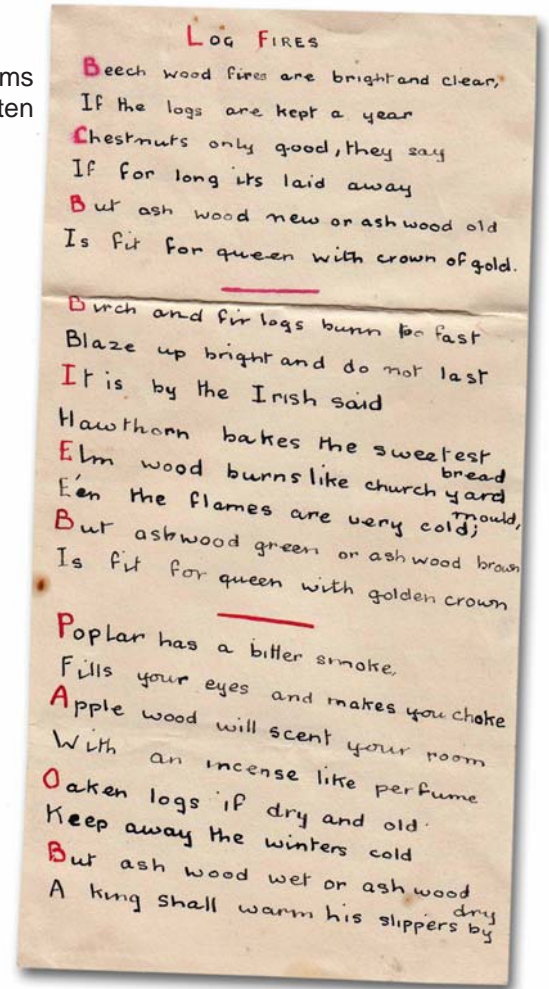 ms
ten
LOG FIRES
Beech wood fires are bright and clear,
If the logs are kept a year
Chestnuts only good, they say
If for long its laid away
But ash wood new or ash wood old
Is fit for queen with crown of gold.
Birch and fir logs burn too fast
Blaze up bright and do not last
It is by the Irish said
Hawthorn bakes the sweetest bread
Elm wood burns like church yard mould,
E'en the flames are very cold;
But ashwood green or ash wood brown
Is fit for queen with golden crown
Poplar has a bitter smoke,
Fills your eyes and makes you choke
Apple wood will scent your room
With an incense like perfume
Oaken logs if dry and old.
Keep away the winters cold
But ash wood wet or ash wood dry
A king shall warm his slippers by